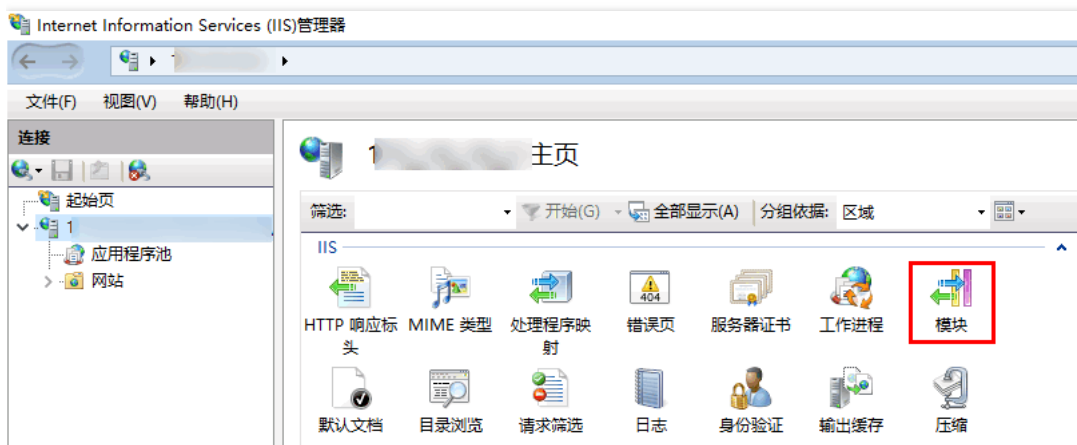 Internet Information Services (IIS)管理器
文件(F) 视图(V) 帮助(H)
连接
起始页
1
应用程序池
网站
1 主页
筛选: 开始(G) 全部显示(A) 分组依据: 区域
IIS
HTTP 响应标头 MIME 类型 处理程序映射 错误页 服务器证书 工作进程 模块
404
默认文档 目录浏览 请求筛选 日志 身份验证 输出缓存 压缩